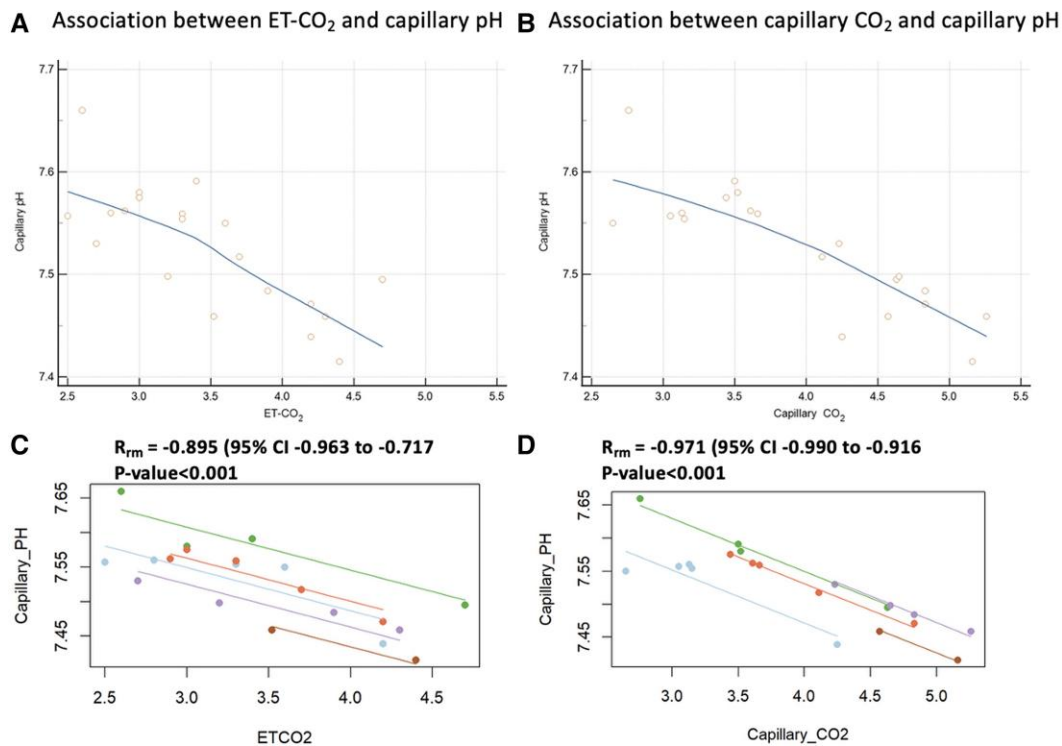 A Association between ET-CO₂ and capillary pH
B Association between capillary CO₂ and capillary pH
7.7
7.6
7.5
7.4
Capillary pH
2.5 3.0 3.5 4.0 4.5 5.0 5.5
ET-CO₂
7.7
7.6
7.5
7.4
Capillary pH
2.5 3.0 3.5 4.0 4.5 5.0 5.5
Capillary CO₂
C
Rrm = -0.895 (95% CI -0.963 to -0.717
P-value<0.001
7.65
7.55
7.45
Capillary_PH
2.5 3.0 3.5 4.0 4.5
ETCO2
D
Rrm = -0.971 (95% CI -0.990 to -0.916
P-value<0.001
7.65
7.55
7.45
Capillary_PH
3.0 3.5 4.0 4.5 5.0
Capillary_CO2